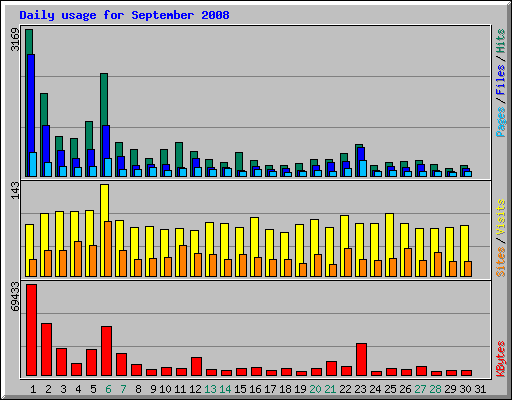 Daily usage for September 2008
3169
Pages / Files / Hits
143
Sites / Visits
69433
KBytes
1 2 3 4 5 6 7 8 9 10 11 12 13 14 15 16 17 18 19 20 21 22 23 24 25 26 27 28 29 30 31